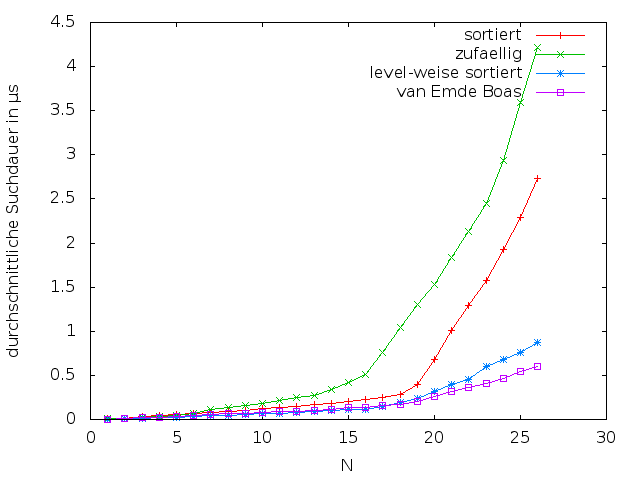 4.5
4
3.5
3
2.5
2
1.5
1
0.5
0
durchschnittliche Suchdauer in µs
sortiert
zufaellig
level-weise sortiert
van Emde Boas
0 5 10 15 20 25 30
N